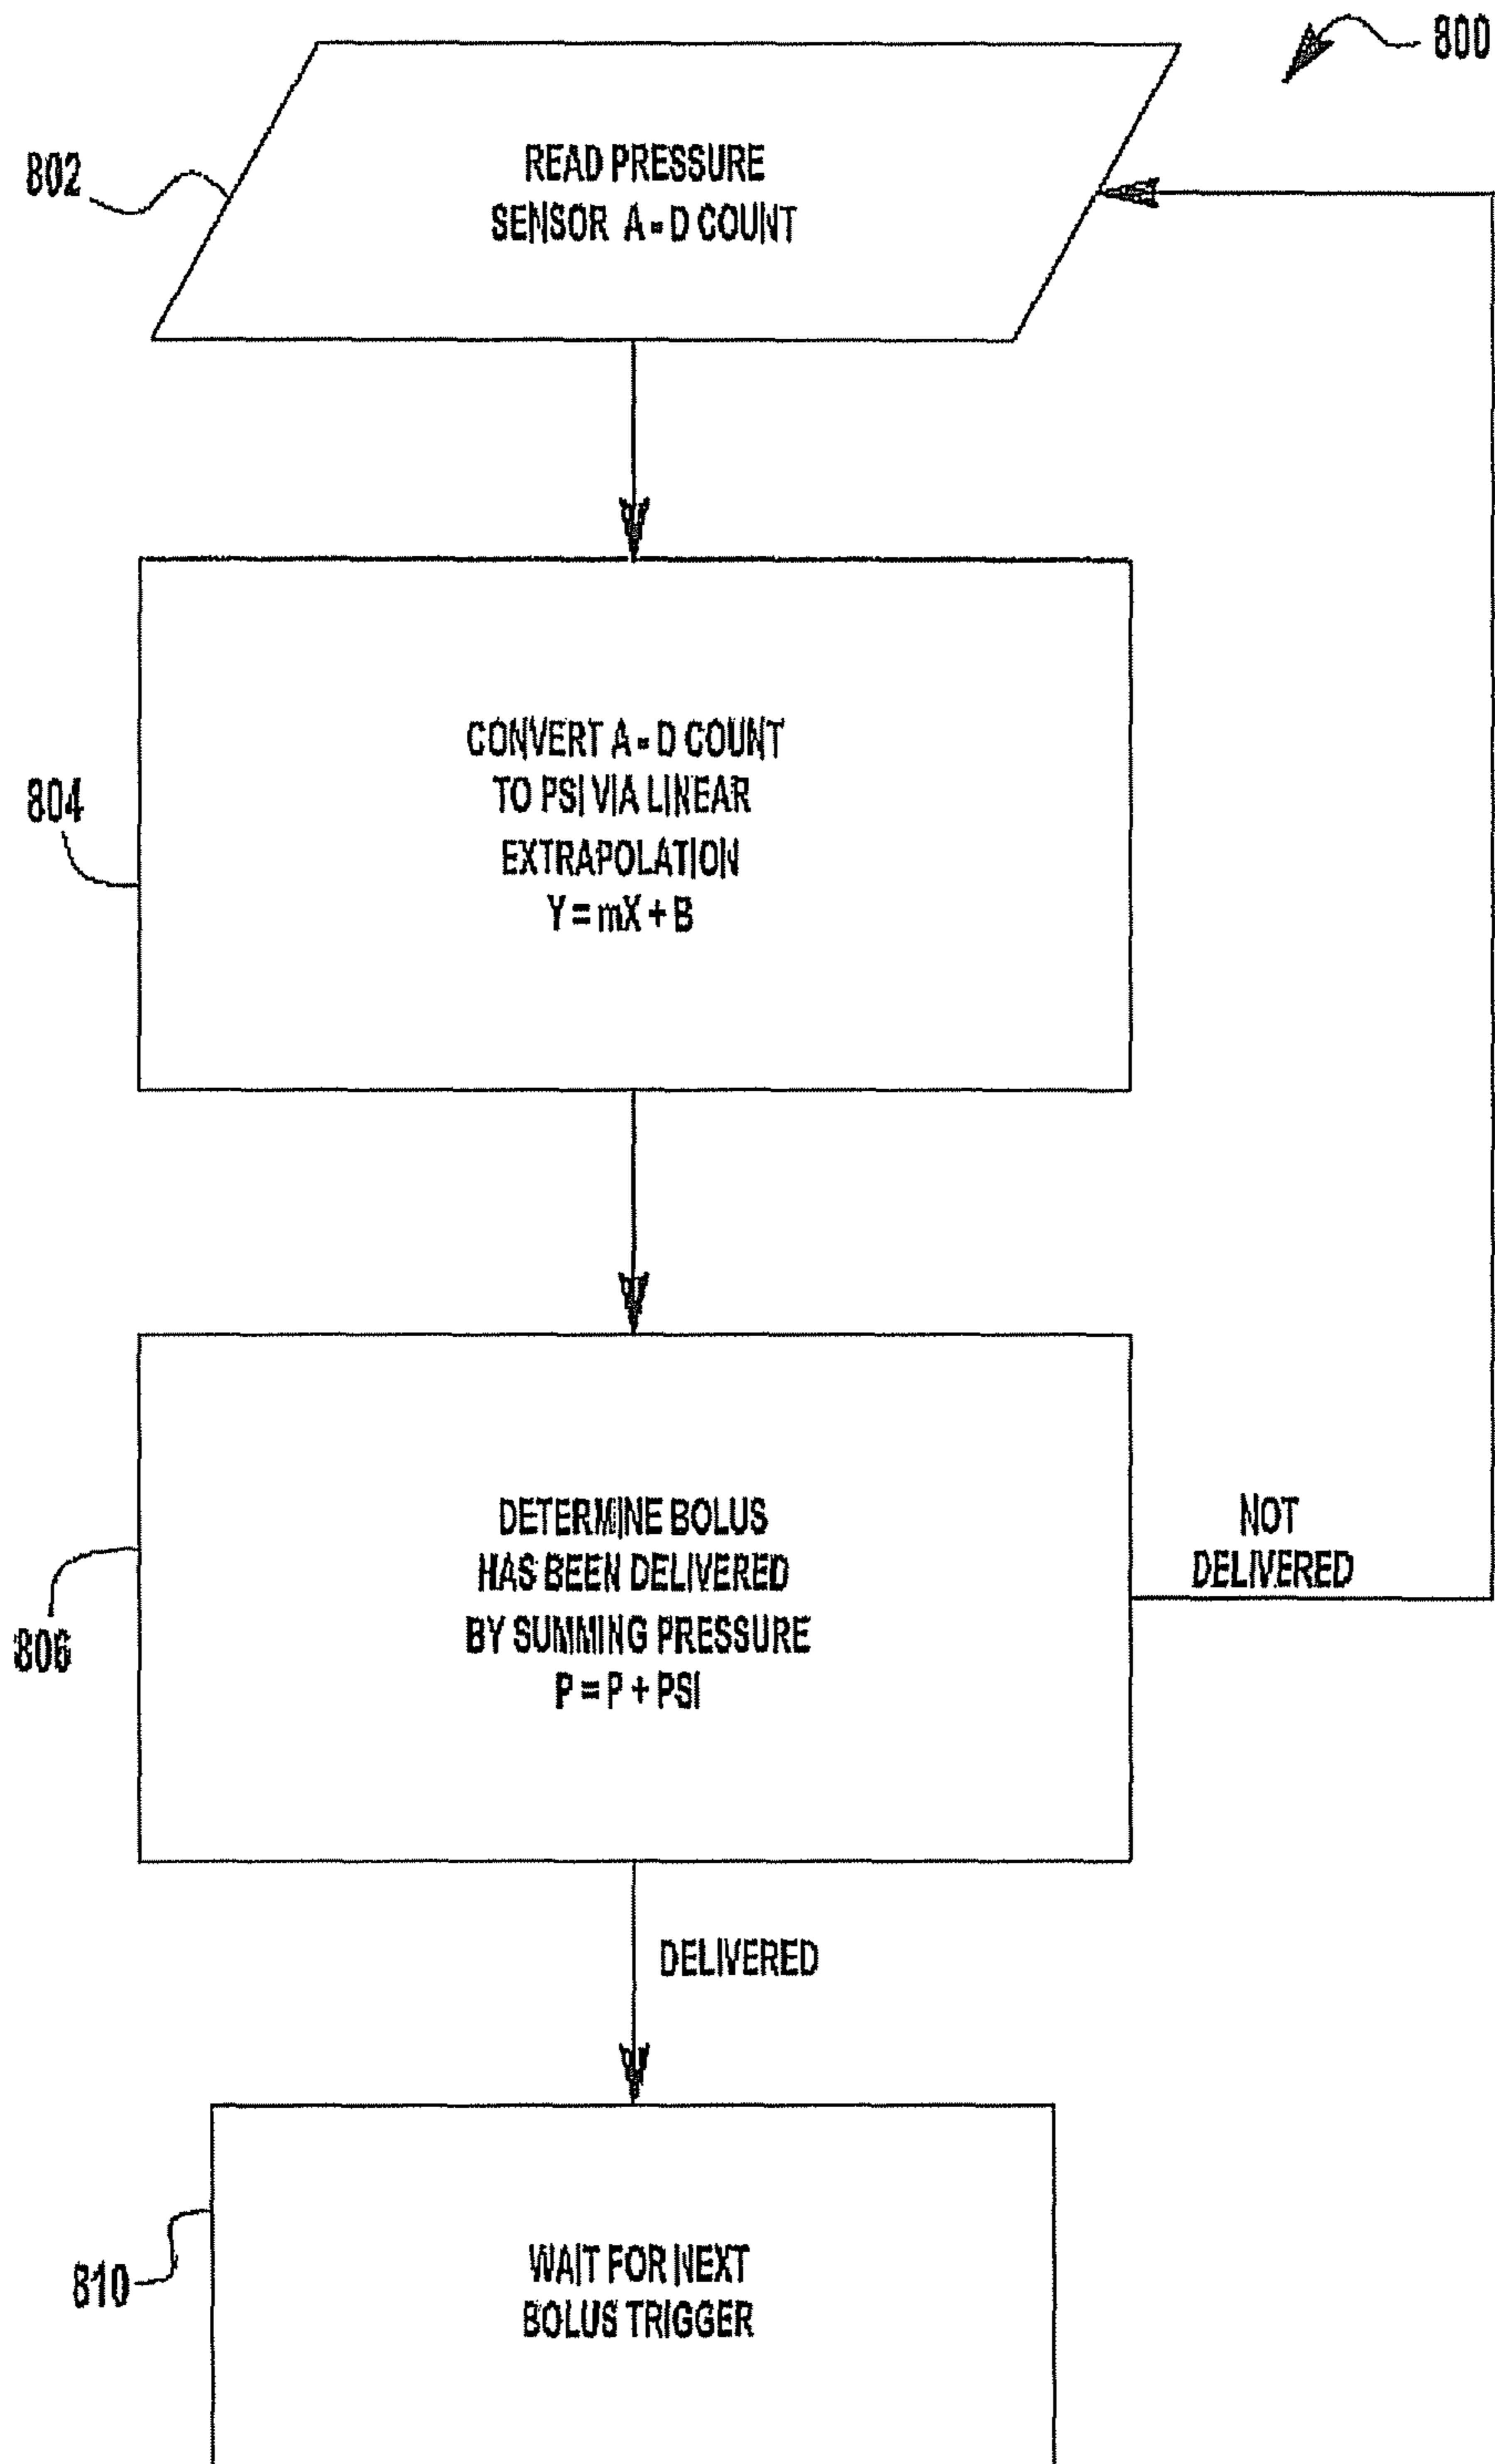 800
802
READ PRESSURE
SENSOR A - D COUNT
804
CONVERT A - D COUNT
TO PSI VIA LINEAR
EXTRAPOLATION
Y = mX + B
806
DETERMINE BOLUS
HAS BEEN DELIVERED
BY SUMMING PRESSURE
P = P + PSI
NOT
DELIVERED
DELIVERED
810
WAIT FOR NEXT
BOLUS TRIGGER